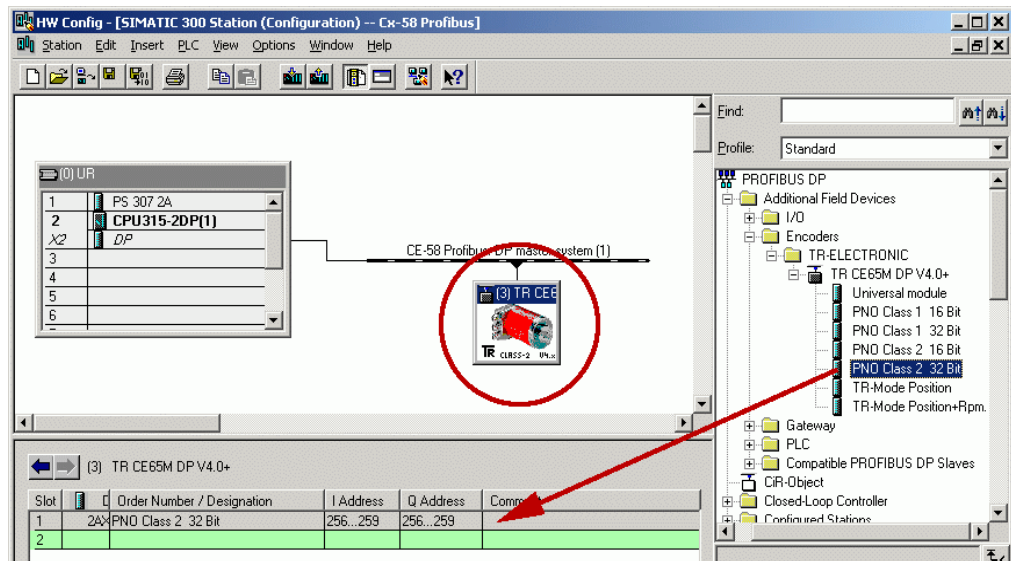 HW Config - [SIMATIC 300 Station (Configuration) -- Cx-58 Profibus]
Station Edit Insert PLC View Options Window Help
(0) UR
1 PS 307 2A
2 CPU315-2DP(1)
X2 DP
3
4
5
6
CE-58 Profibus DP master system (1)
(3) TR CE6
TR CLASS-2 V4.x
Find:
Profile: Standard
PROFIBUS DP
Additional Field Devices
I/O
Encoders
TR-ELECTRONIC
TR CE65M DP V4.0+
Universal module
PNO Class 1 16 Bit
PNO Class 1 32 Bit
PNO Class 2 16 Bit
PNO Class 2 32 Bit
TR-Mode Position
TR-Mode Position+Rpm.
Gateway
PLC
Compatible PROFIBUS DP Slaves
CiR-Object
Closed-Loop Controller
Configured Stations
(3) TR CE65M DP V4.0+
Slot D Order Number / Designation I Address Q Address Comment
1 2AX PNO Class 2 32 Bit 256...259 256...259
2